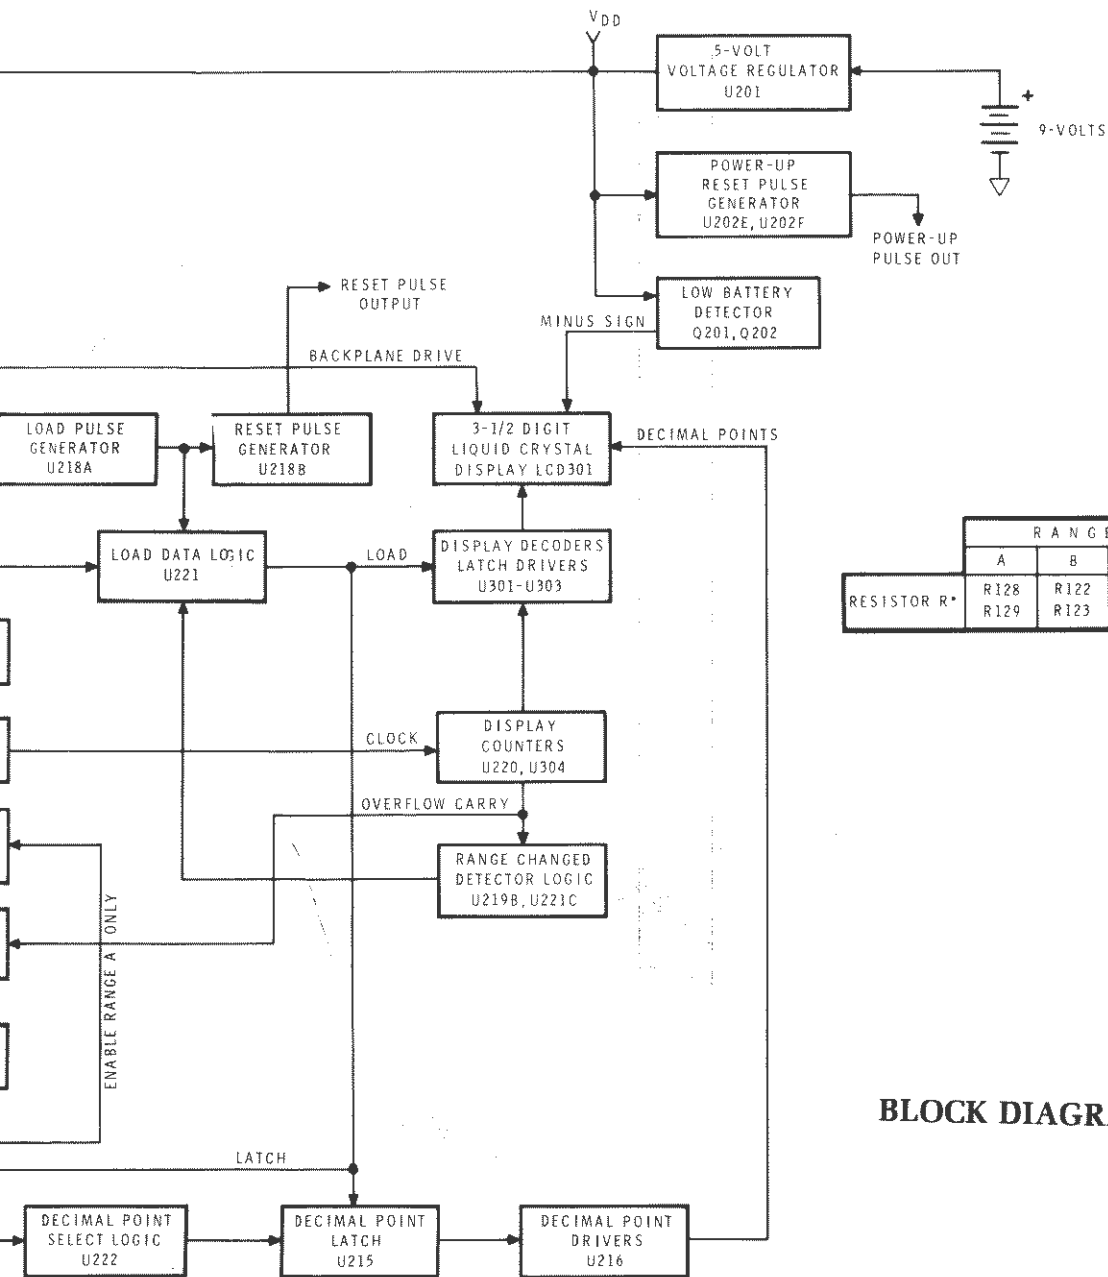 VDD
5-VOLT
VOLTAGE REGULATOR
U201
+
9-VOLTS
POWER-UP
RESET PULSE
GENERATOR
U202E, U202F
POWER-UP
PULSE OUT
RESET PULSE
OUTPUT
LOW BATTERY
DETECTOR
Q201, Q202
MINUS SIGN
BACKPLANE DRIVE
LOAD PULSE
GENERATOR
U218A
RESET PULSE
GENERATOR
U218B
3-1/2 DIGIT
LIQUID CRYSTAL
DISPLAY LCD301
DECIMAL POINTS
LOAD DATA LOGIC
U221
LOAD
DISPLAY DECODERS
LATCH DRIVERS
U301-U303
RANGE
A B
RESISTOR R* R128 R122
R129 R123
CLOCK
DISPLAY
COUNTERS
U220, U304
OVERFLOW CARRY
RANGE CHANGED
DETECTOR LOGIC
U219B, U221C
ENABLE RANGE A ONLY
BLOCK DIAGRA
LATCH
DECIMAL POINT
SELECT LOGIC
U222
DECIMAL POINT
LATCH
U215
DECIMAL POINT
DRIVERS
U216